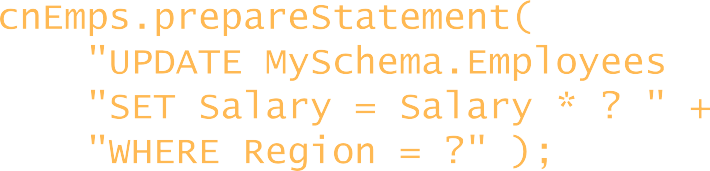 cnEmps.prepareStatement(
"UPDATE MySchema.Employees
"SET Salary = Salary * ? " +
"WHERE Region = ?" );